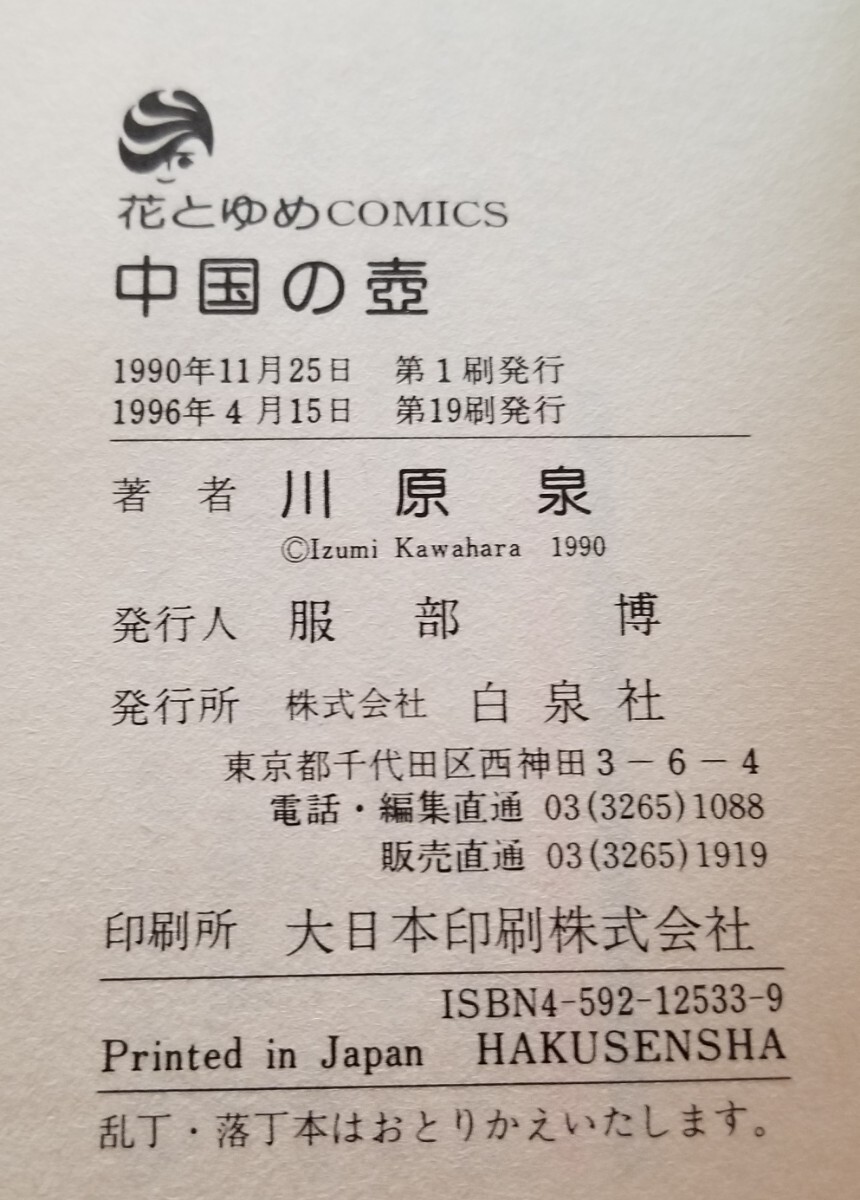 花とゆめCOMICS
中国の壺
1990年11月25日　第1刷発行
1996年4月15日　第19刷発行
著者　川原　泉
©Izumi Kawahara 1990
発行人　服部　博
発行所　株式会社　白泉社
東京都千代田区西神田3－6－4
電話・編集直通 03(3265)1088
販売直通 03(3265)1919
印刷所　大日本印刷株式会社
ISBN4-592-12533-9
Printed in Japan　HAKUSENSHA
乱丁・落丁本はおとりかえいたします。